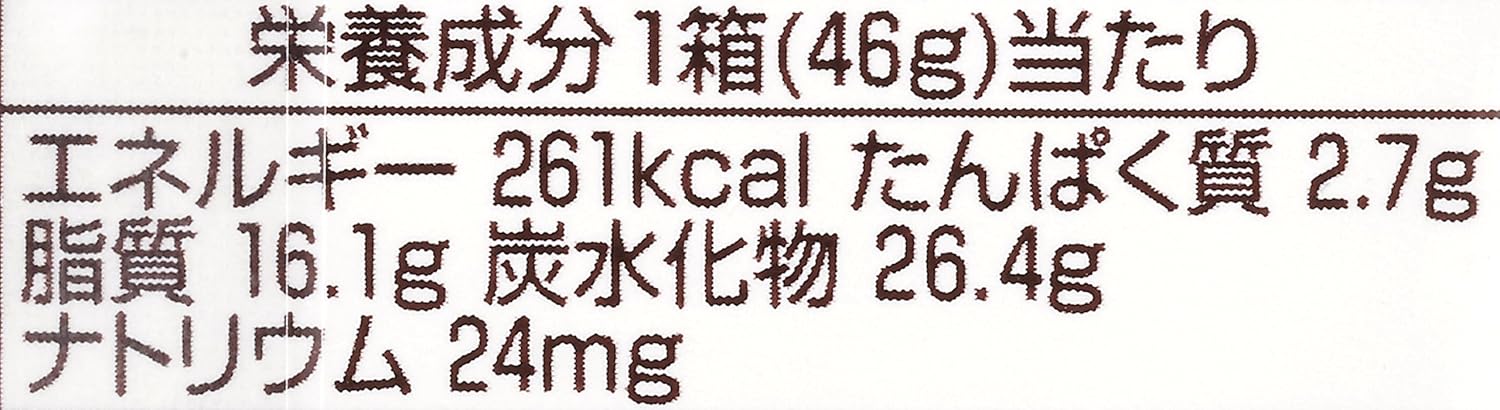 栄養成分 1箱(46g)当たり
エネルギー 261kcal たんぱく質 2.7g
脂質 16.1g 炭水化物 26.4g
ナトリウム 24mg